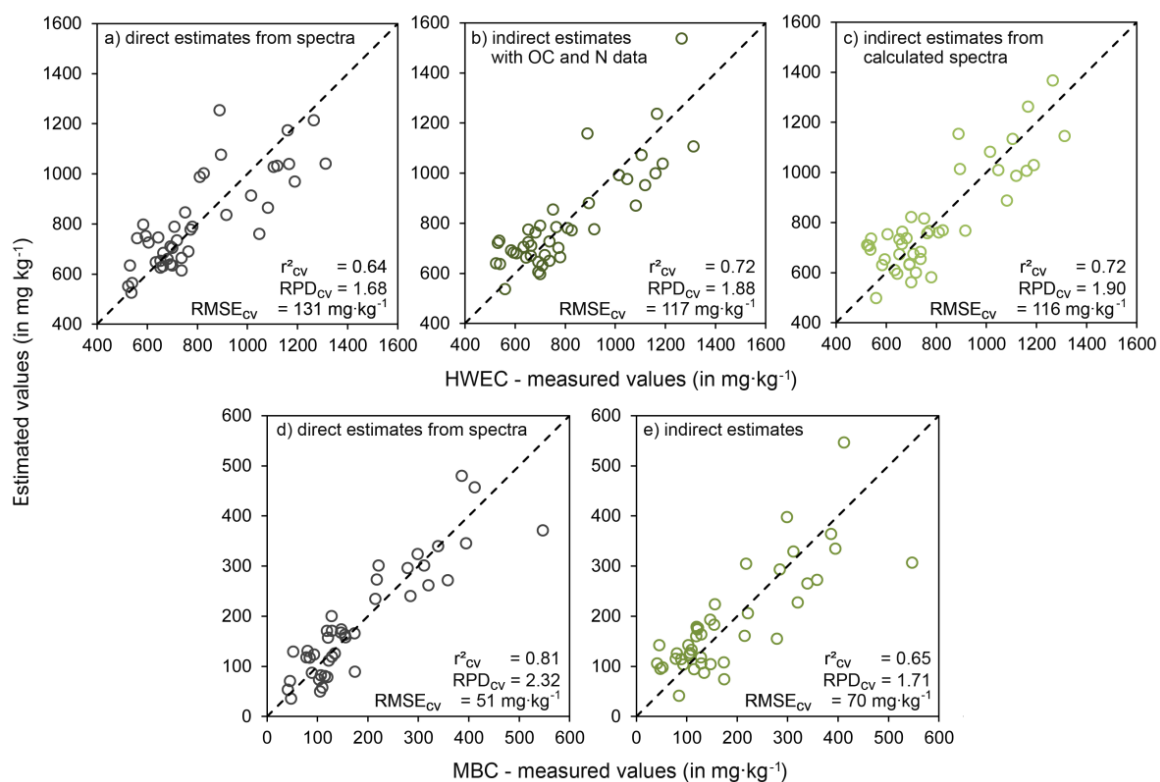 Estimated values (in mg kg⁻¹)
1600
1400
1200
1000
800
600
400
a) direct estimates from spectra
r²cv = 0.64
RPDcv = 1.68
RMSEcv = 131 mg·kg⁻¹
400 600 800 1000 1200 1400 1600
1600
1400
1200
1000
800
600
400
b) indirect estimates
with OC and N data
r²cv = 0.72
RPDcv = 1.88
RMSEcv = 117 mg·kg⁻¹
400 600 800 1000 1200 1400 1600
1600
1400
1200
1000
800
600
400
c) indirect estimates from
calculated spectra
r²cv = 0.72
RPDcv = 1.90
RMSEcv = 116 mg·kg⁻¹
400 600 800 1000 1200 1400 1600
HWEC - measured values (in mg·kg⁻¹)
600
500
400
300
200
100
0
d) direct estimates from spectra
r²cv = 0.81
RPDcv = 2.32
RMSEcv = 51 mg·kg⁻¹
0 100 200 300 400 500 600
600
500
400
300
200
100
0
e) indirect estimates
r²cv = 0.65
RPDcv = 1.71
RMSEcv = 70 mg·kg⁻¹
0 100 200 300 400 500 600
MBC - measured values (in mg·kg⁻¹)